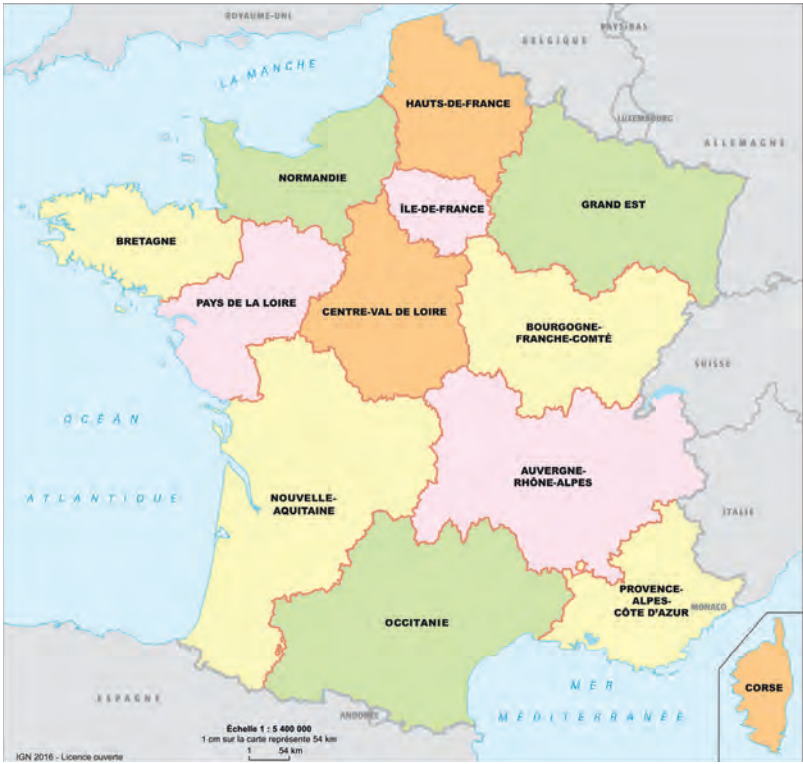 ROYAUME-UNI
PAYS-BAS
BELGIQUE
LA MANCHE
HAUTS-DE-FRANCE
LUXEMBOURG
ALLEMAGNE
NORMANDIE
ÎLE-DE-FRANCE
GRAND EST
BRETAGNE
PAYS DE LA LOIRE
CENTRE-VAL DE LOIRE
BOURGOGNE-
FRANCHE-COMTÉ
SUISSE
OCÉAN
ATLANTIQUE
AUVERGNE-
RHÔNE-ALPES
NOUVELLE-
AQUITAINE
ITALIE
PROVENCE-
ALPES-
CÔTE D'AZUR
MONACO
OCCITANIE
MER
MÉDITERRANÉE
CORSE
ESPAGNE
ANDORRE
Échelle 1 : 5 400 000
1 cm sur la carte représente 54 km
1 54 km
IGN 2016 - Licence ouverte